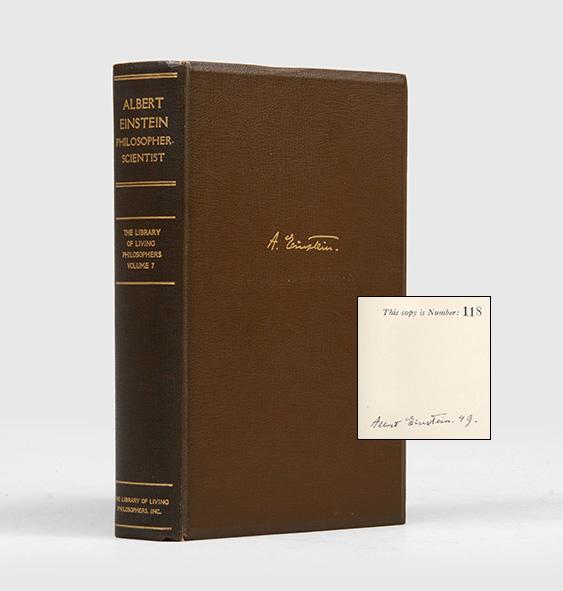 ALBERT
EINSTEIN
PHILOSOPHER-
SCIENTIST
THE LIBRARY
OF LIVING
PHILOSOPHERS
VOLUME 7
THE LIBRARY OF LIVING
PHILOSOPHERS, INC.
A. Einstein.
This copy is Number: 118
Albert Einstein. 49.